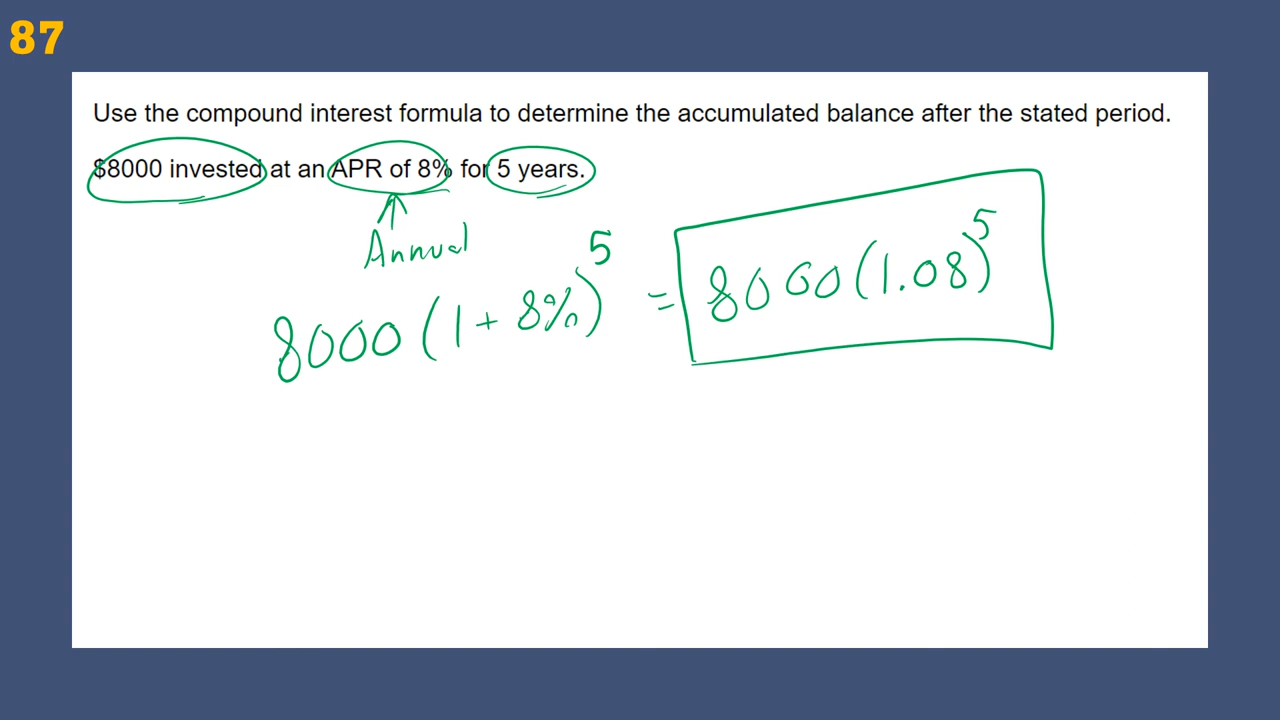 87
Use the compound interest formula to determine the accumulated balance after the stated period.
$8000 invested at an APR of 8% for 5 years.
Annual
8000(1+8%)^5 = 8000(1.08)^5